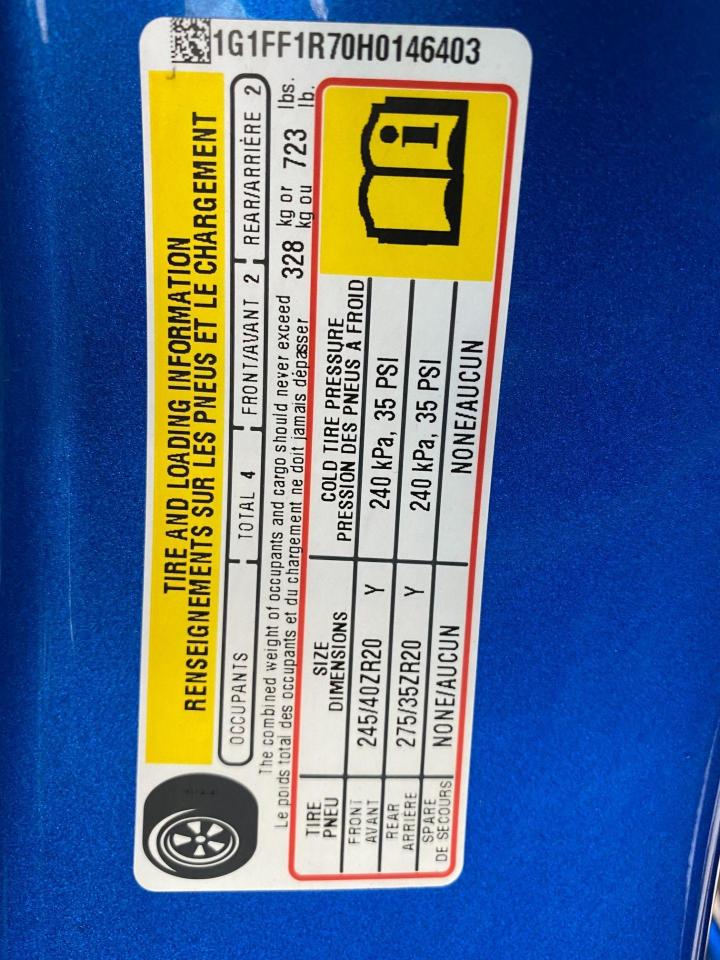 1G1FF1R70H0146403
TIRE AND LOADING INFORMATION
RENSEIGNEMENTS SUR LES PNEUS ET LE CHARGEMENT
OCCUPANTS TOTAL 4 FRONT/AVANT 2 REAR/ARRIÈRE 2
The combined weight of occupants and cargo should never exceed 328 kg or 723 lbs.
Le poids total des occupants et du chargement ne doit jamais dépasser kg ou lb.
TIRE SIZE COLD TIRE PRESSURE
PNEU DIMENSIONS PRESSION DES PNEUS À FROID
FRONT
AVANT 245/40ZR20 Y 240 kPa, 35 PSI
REAR
ARRIÈRE 275/35ZR20 Y 240 kPa, 35 PSI
SPARE
DE SECOURS NONE/AUCUN NONE/AUCUN
i